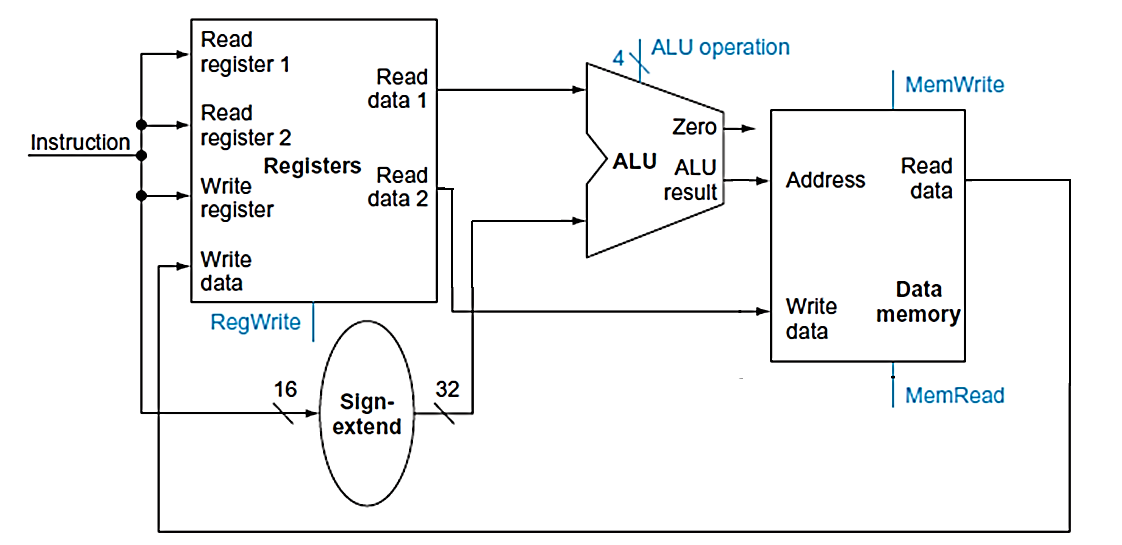 Instruction
Read
register 1
Read
register 2
Registers
Write
register
Write
data
Read
data 1
Read
data 2
RegWrite
16
Sign-
extend
32
4
ALU operation
Zero
ALU
ALU
result
MemWrite
Address
Read
data
Write
data
Data
memory
MemRead